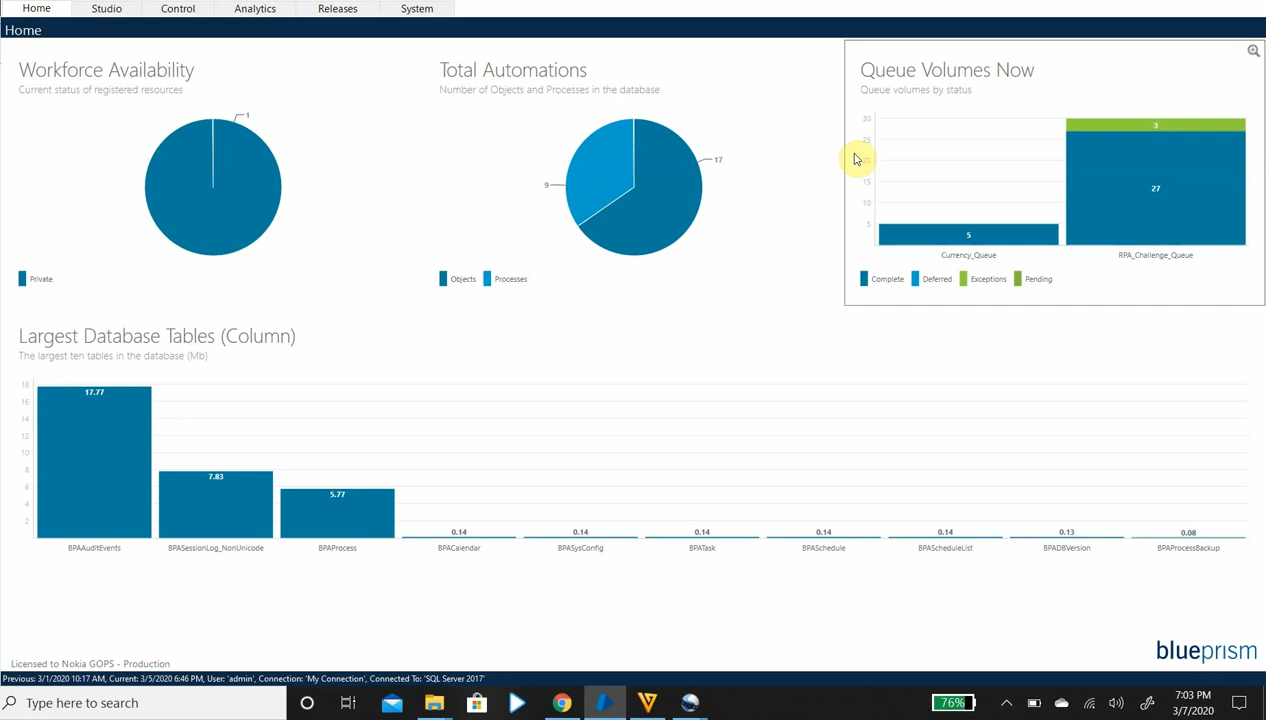 Home Studio Control Analytics Releases System
Home
Workforce Availability
Current status of registered resources
1
Private
Total Automations
Number of Objects and Processes in the database
17
9
Objects Processes
Queue Volumes Now
Queue volumes by status
30
25
20
15
10
5
3
27
5
Currency_Queue RPA_Challenge_Queue
Complete Deferred Exceptions Pending
Largest Database Tables (Column)
The largest ten tables in the database (Mb)
18
16
14
12
10
8
6
4
2
17.77 7.83 5.77 0.14 0.14 0.14 0.14 0.14 0.13 0.08
BPAAuditEvents BPASessionLog_NonUnicode BPAProcess BPACalendar BPASysConfig BPATask BPASchedule BPAScheduleList BPADBVersion BPAProcessBackup
blueprism
Licensed to Nokia GOPS - Production
Previous: 3/1/2020 10:17 AM, Current: 3/5/2020 6:46 PM, User: 'admin', Connection: 'My Connection', Connected To: 'SQL Server 2017'
Type here to search
76%
7:03 PM
3/7/2020